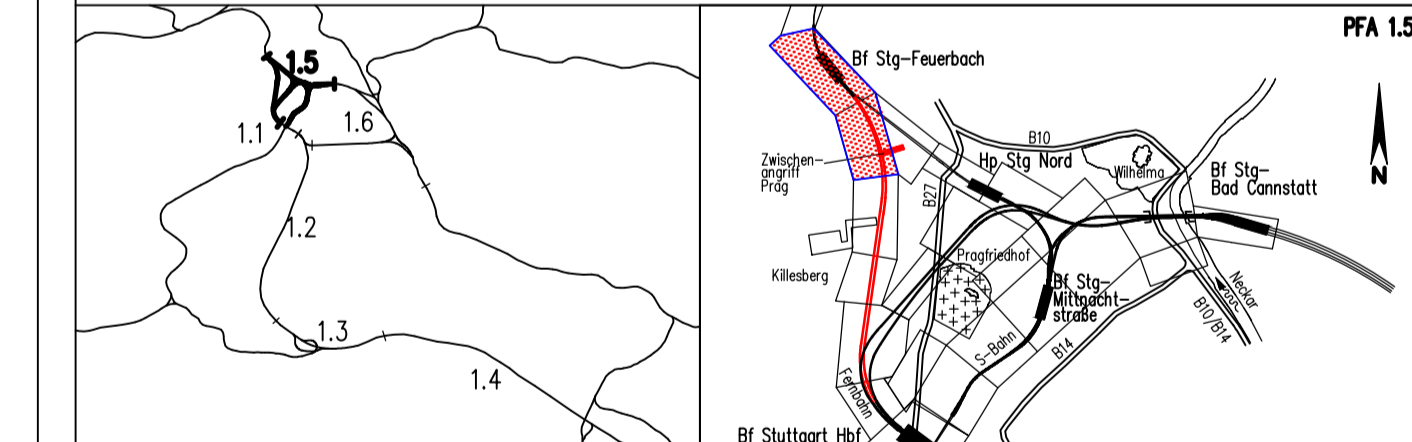 1.5
1.1
1.6
1.2
1.3
1.4
PFA 1.5
Bf Stg-Feuerbach
B10
Zwischen-
angriff
Prag
Hp Stg Nord
Wilhelma
Bf Stg-
Bad Cannstatt
N
B27
Killesberg
Pragfriedhof
Bf Stg-
Mittnacht-
straße
Neckar
B10/B14
S-Bahn
B14
Fernbahn
Bf Stuttgart Hbf